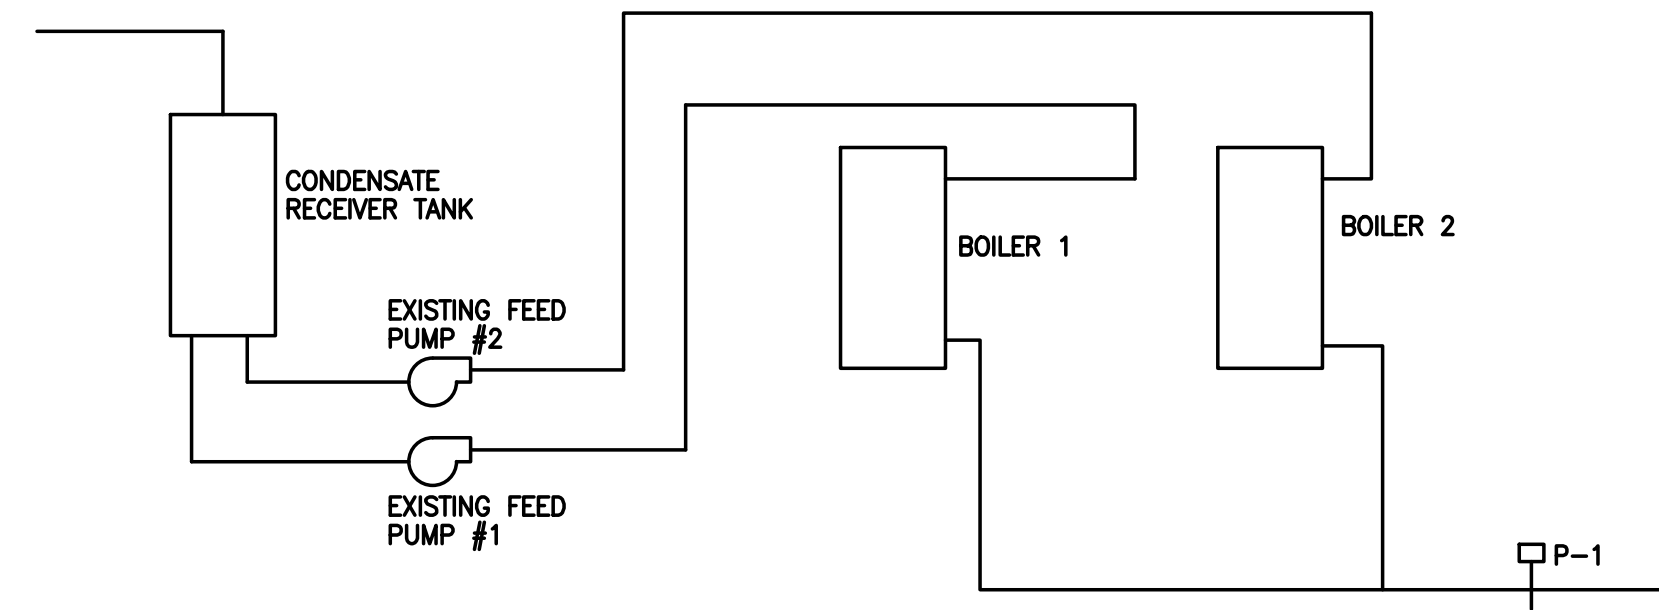 CONDENSATE
RECEIVER TANK
BOILER 1
BOILER 2
EXISTING FEED
PUMP #2
EXISTING FEED
PUMP #1
P-1